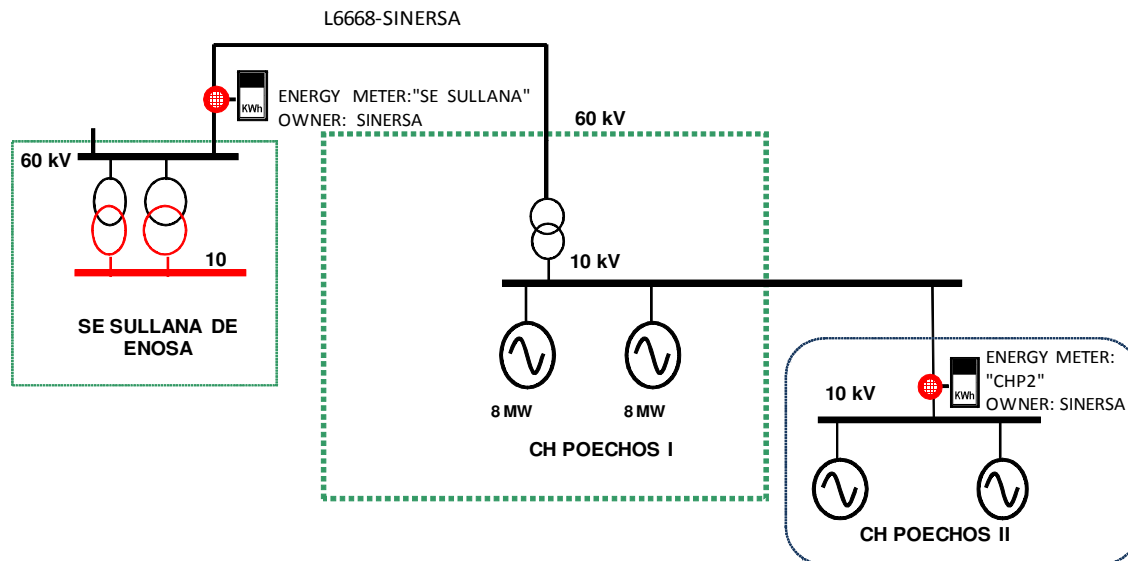 L6668-SINERSA
KWh
ENERGY METER:"SE SULLANA"
OWNER: SINERSA
60 kV
60 kV
10 kV
10
SE SULLANA DE
ENOSA
8 MW
8 MW
CH POECHOS I
KWh
ENERGY METER:
"CHP2"
OWNER: SINERSA
10 kV
CH POECHOS II